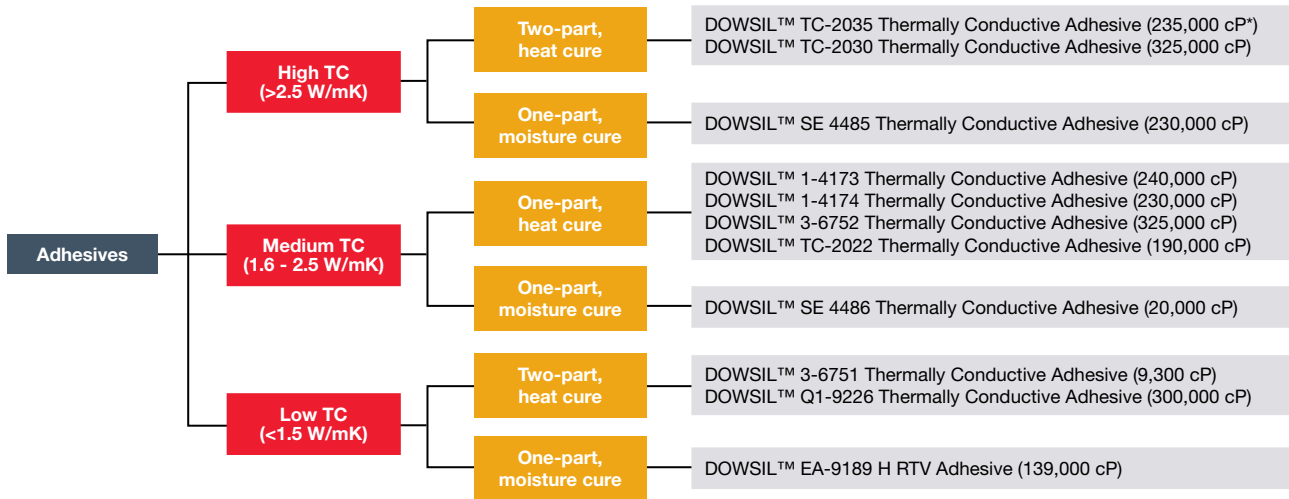 Adhesives
High TC
(>2.5 W/mK)
Two-part,
heat cure
DOWSIL™ TC-2035 Thermally Conductive Adhesive (235,000 cP*)
DOWSIL™ TC-2030 Thermally Conductive Adhesive (325,000 cP)
One-part,
moisture cure
DOWSIL™ SE 4485 Thermally Conductive Adhesive (230,000 cP)
Medium TC
(1.6 - 2.5 W/mK)
One-part,
heat cure
DOWSIL™ 1-4173 Thermally Conductive Adhesive (240,000 cP)
DOWSIL™ 1-4174 Thermally Conductive Adhesive (230,000 cP)
DOWSIL™ 3-6752 Thermally Conductive Adhesive (325,000 cP)
DOWSIL™ TC-2022 Thermally Conductive Adhesive (190,000 cP)
One-part,
moisture cure
DOWSIL™ SE 4486 Thermally Conductive Adhesive (20,000 cP)
Low TC
(<1.5 W/mK)
Two-part,
heat cure
DOWSIL™ 3-6751 Thermally Conductive Adhesive (9,300 cP)
DOWSIL™ Q1-9226 Thermally Conductive Adhesive (300,000 cP)
One-part,
moisture cure
DOWSIL™ EA-9189 H RTV Adhesive (139,000 cP)